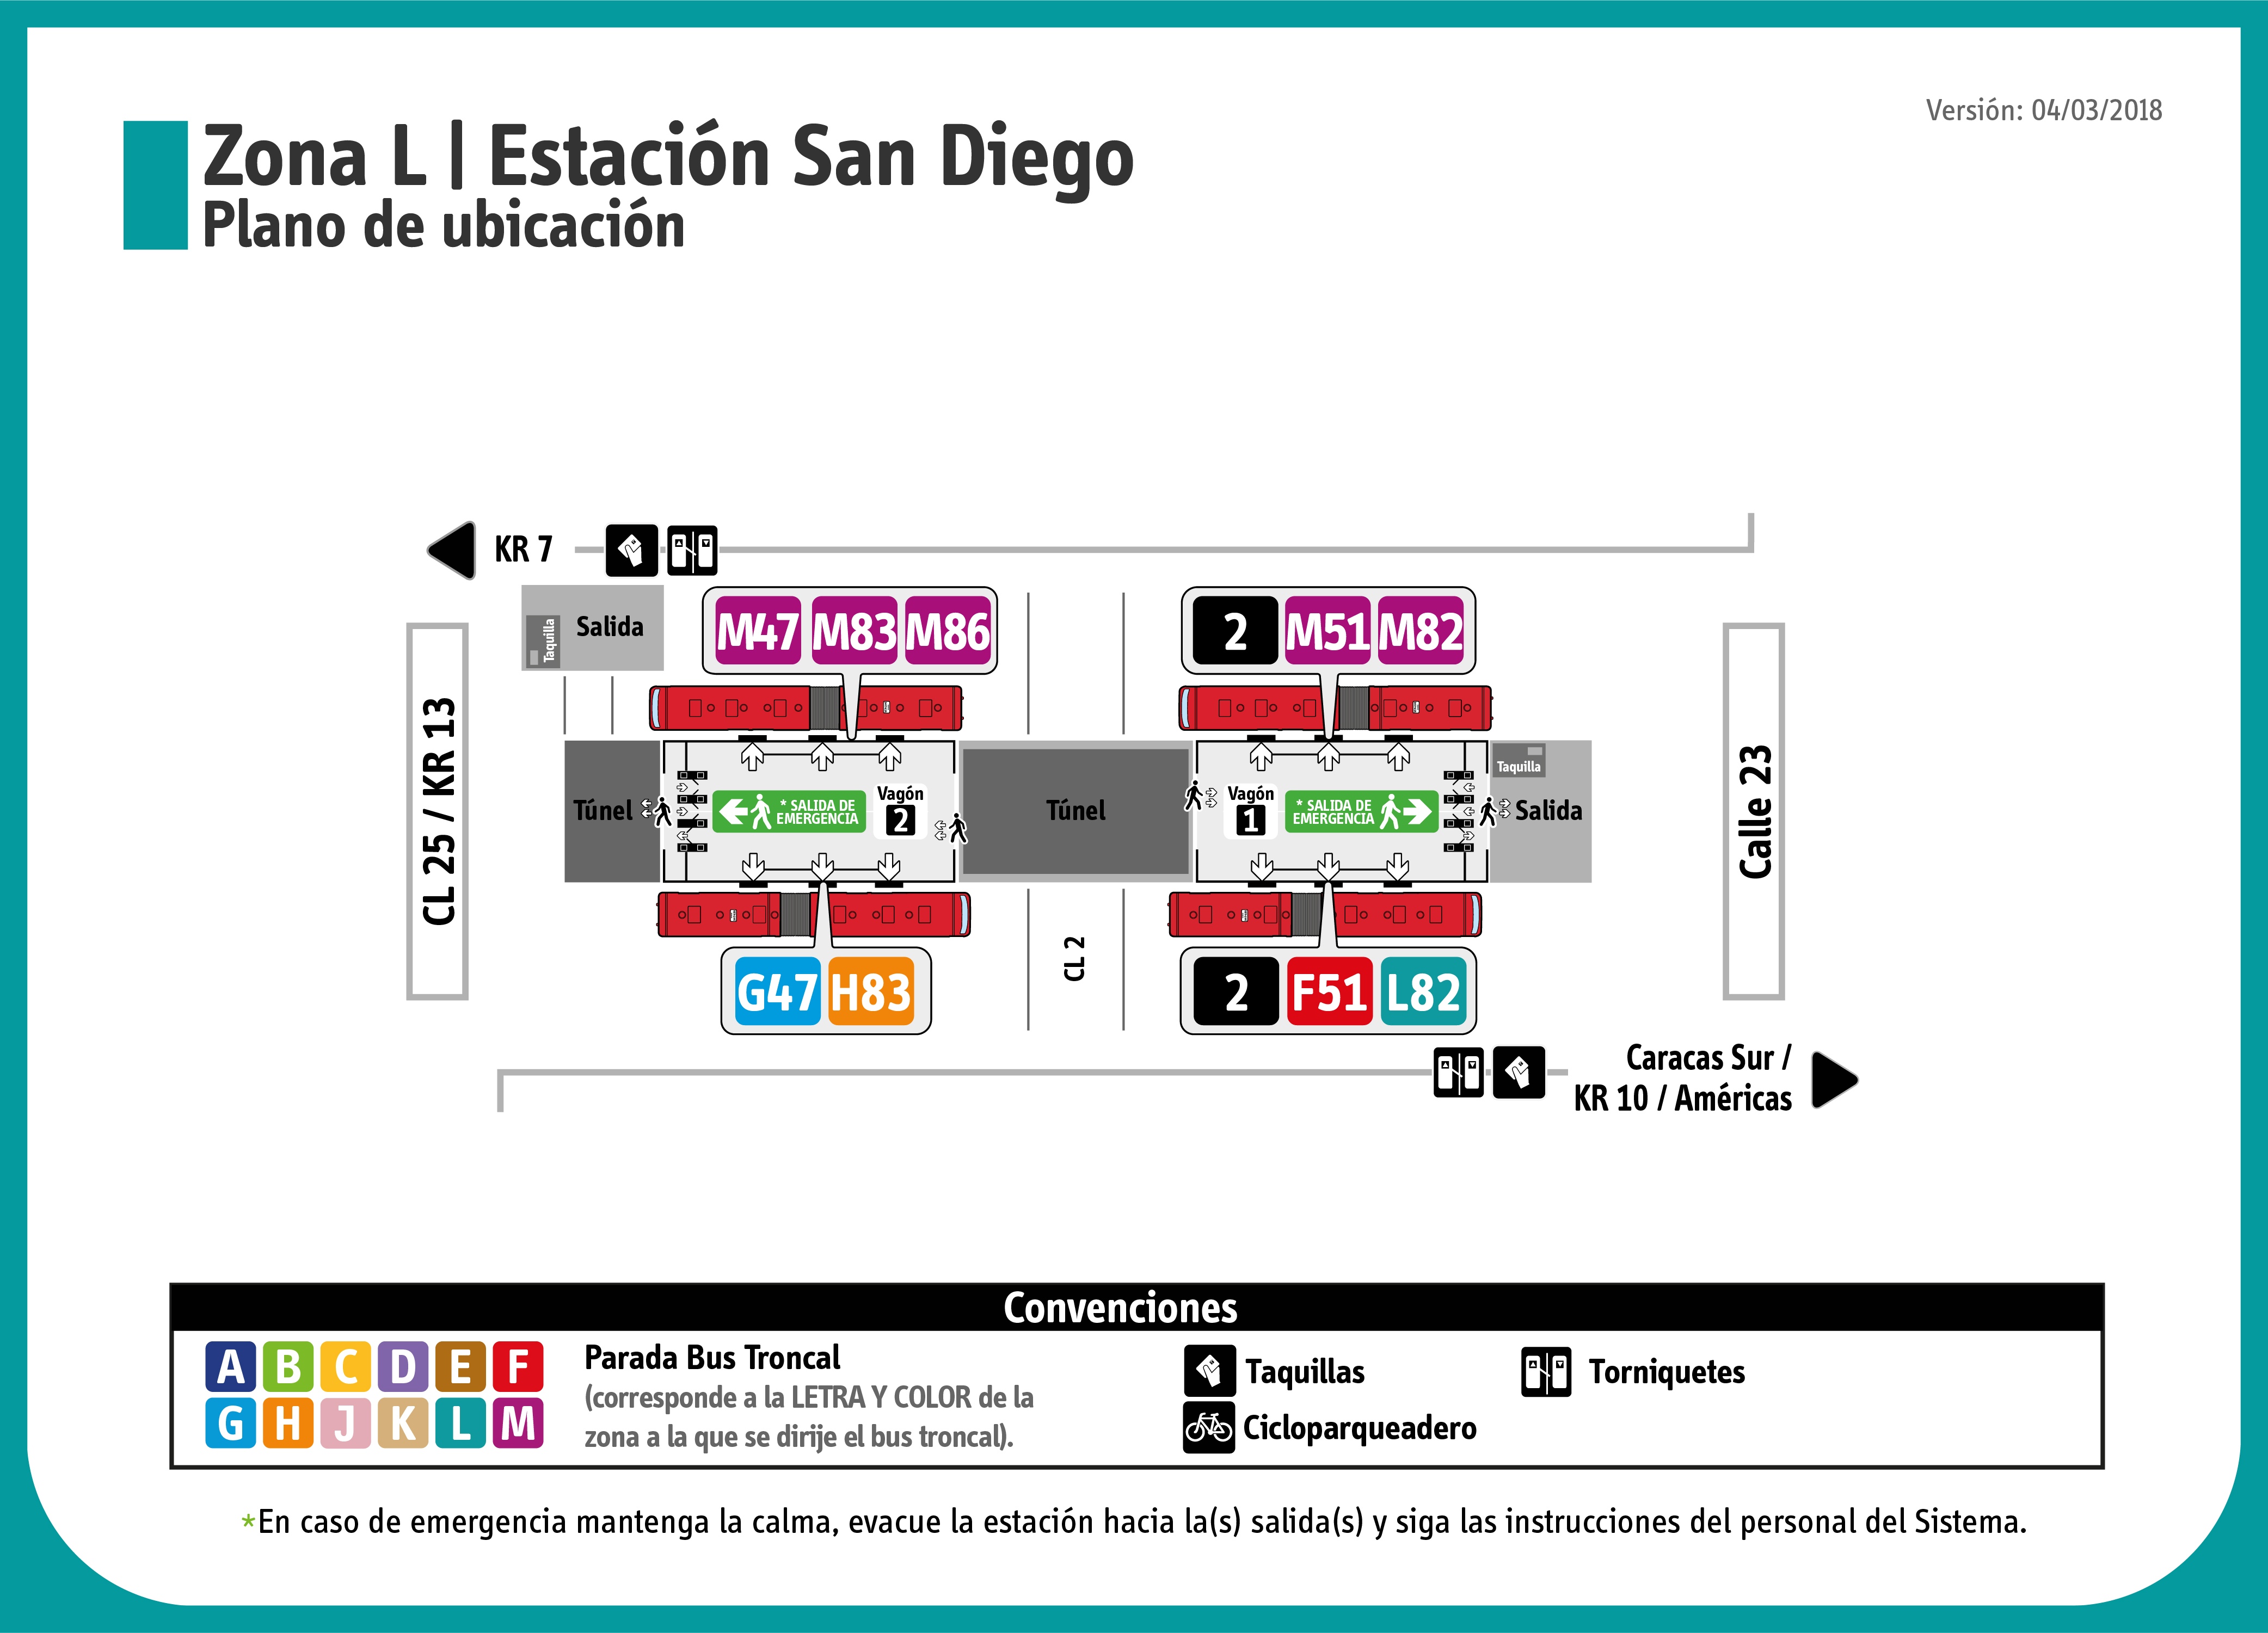 Versión: 04/03/2018
Zona L | Estación San Diego
Plano de ubicación
KR 7
Salida
Taquilla
M47 M83 M86
2 M51 M82
CL 25 / KR 13
Túnel
* SALIDA DE
EMERGENCIA
Vagón
2
Túnel
Vagón
1
* SALIDA DE
EMERGENCIA
Taquilla
Salida
Calle 23
G47 H83
CL 2
2 F51 L82
Caracas Sur /
KR 10 / Américas
Convenciones
A B C D E F
G H J K L M
Parada Bus Troncal
(corresponde a la LETRA Y COLOR de la
zona a la que se dirije el bus troncal).
Taquillas
Cicloparqueadero
Torniquetes
*En caso de emergencia mantenga la calma, evacue la estación hacia la(s) salida(s) y siga las instrucciones del personal del Sistema.